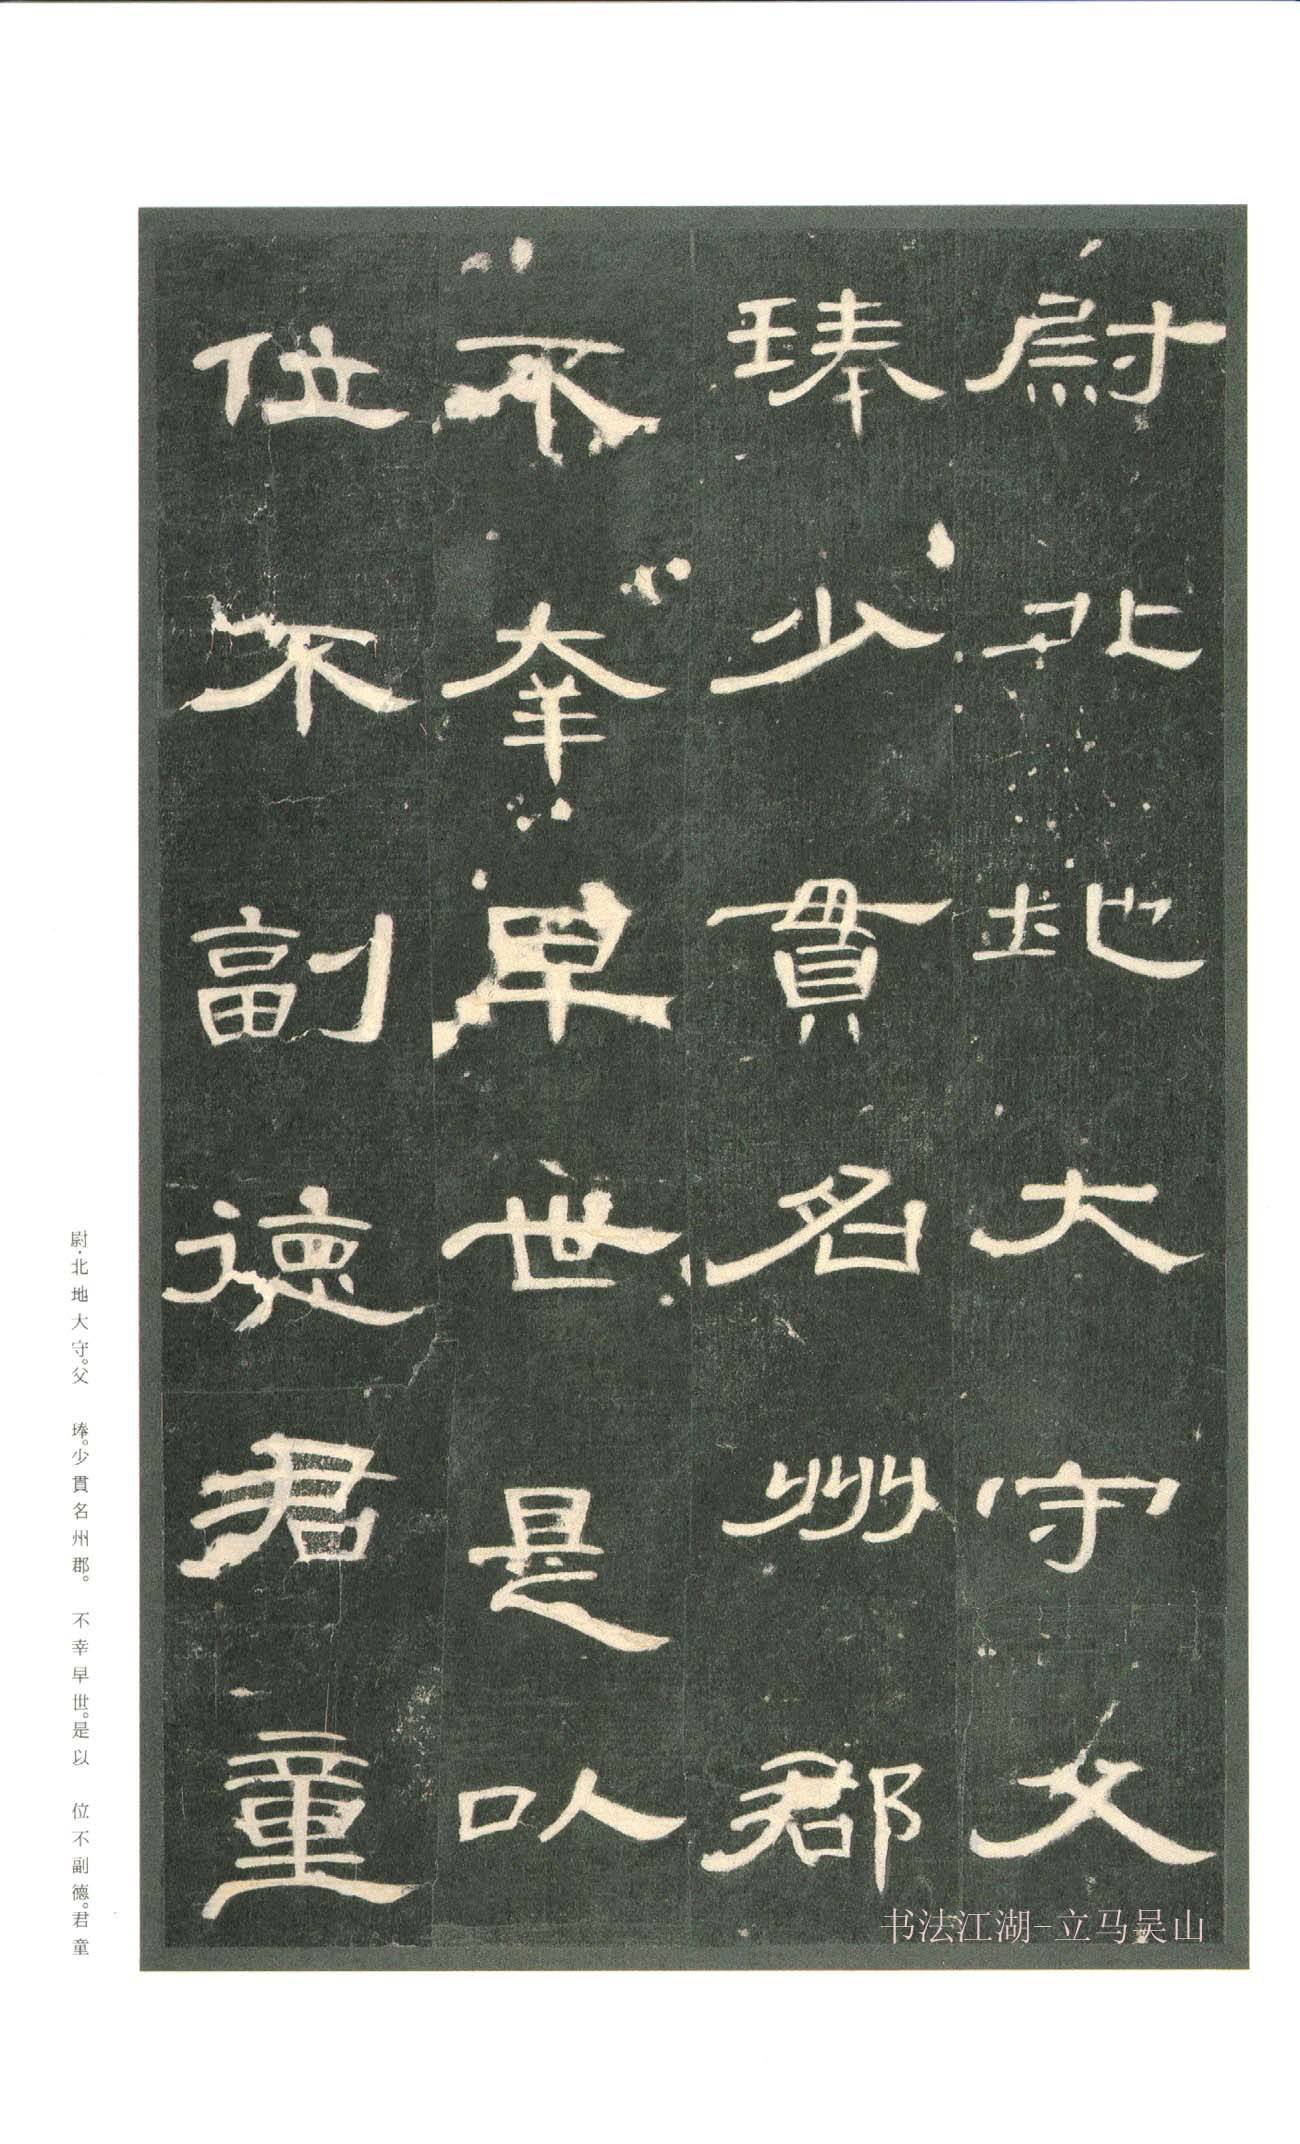 尉北地大守父
琫少貫名州郡
不幸早世是以
位不副德君童
尉·北地大守。父 琫。少貫名州郡。 不幸早世。是以 位不副德。君童
书法江湖-立马吴山